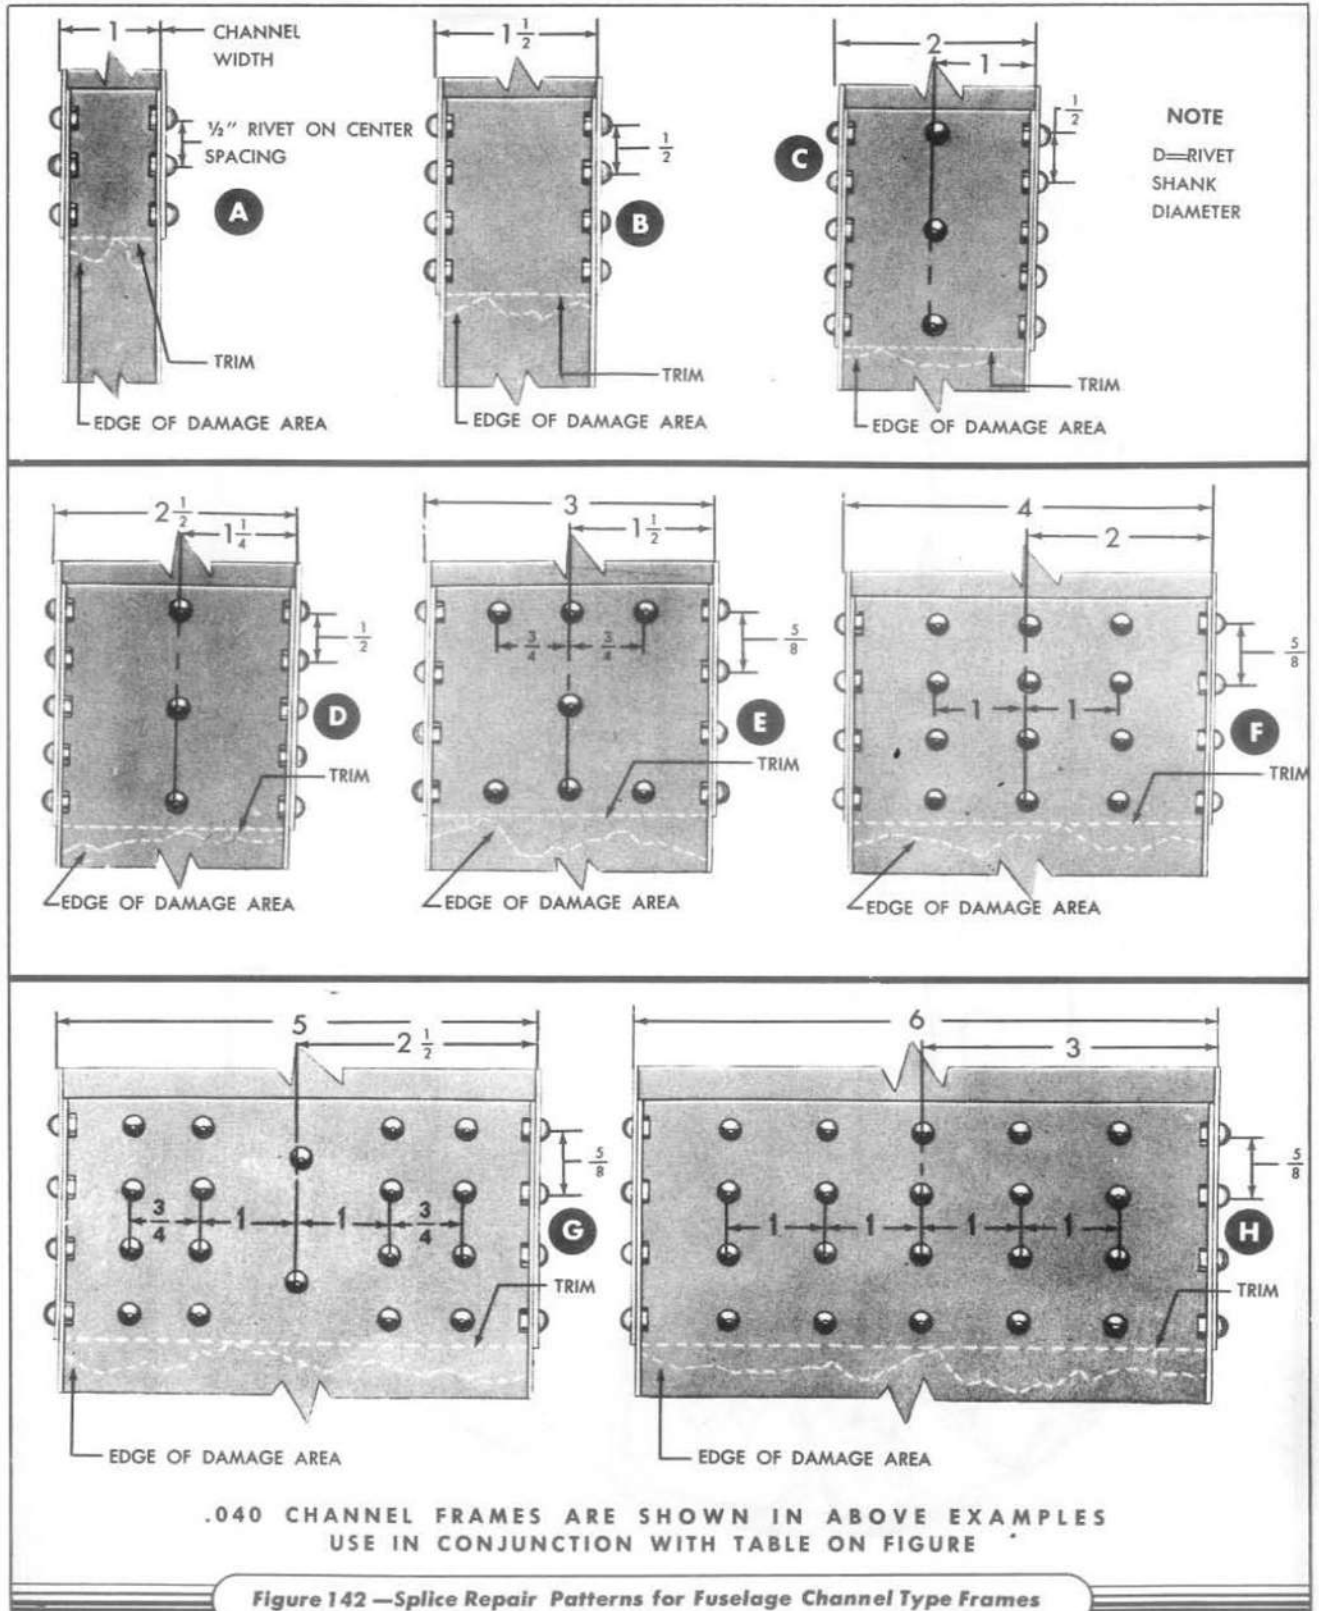 1
CHANNEL
WIDTH
½" RIVET ON CENTER
SPACING
A
TRIM
EDGE OF DAMAGE AREA
1 1/2
1/2
B
TRIM
EDGE OF DAMAGE AREA
2
1
1/2
C
TRIM
EDGE OF DAMAGE AREA
NOTE
D=RIVET
SHANK
DIAMETER
2 1/2
1 1/4
1/2
D
TRIM
EDGE OF DAMAGE AREA
3
1 1/2
3/4 3/4
5/8
E
TRIM
EDGE OF DAMAGE AREA
4
2
5/8
1 1
F
TRIM
EDGE OF DAMAGE AREA
5
2 1/2
5/8
3/4 1 1 3/4
G
TRIM
EDGE OF DAMAGE AREA
6
3
5/8
1 1 1 1
H
TRIM
EDGE OF DAMAGE AREA
.040 CHANNEL FRAMES ARE SHOWN IN ABOVE EXAMPLES
USE IN CONJUNCTION WITH TABLE ON FIGURE
Figure 142—Splice Repair Patterns for Fuselage Channel Type Frames